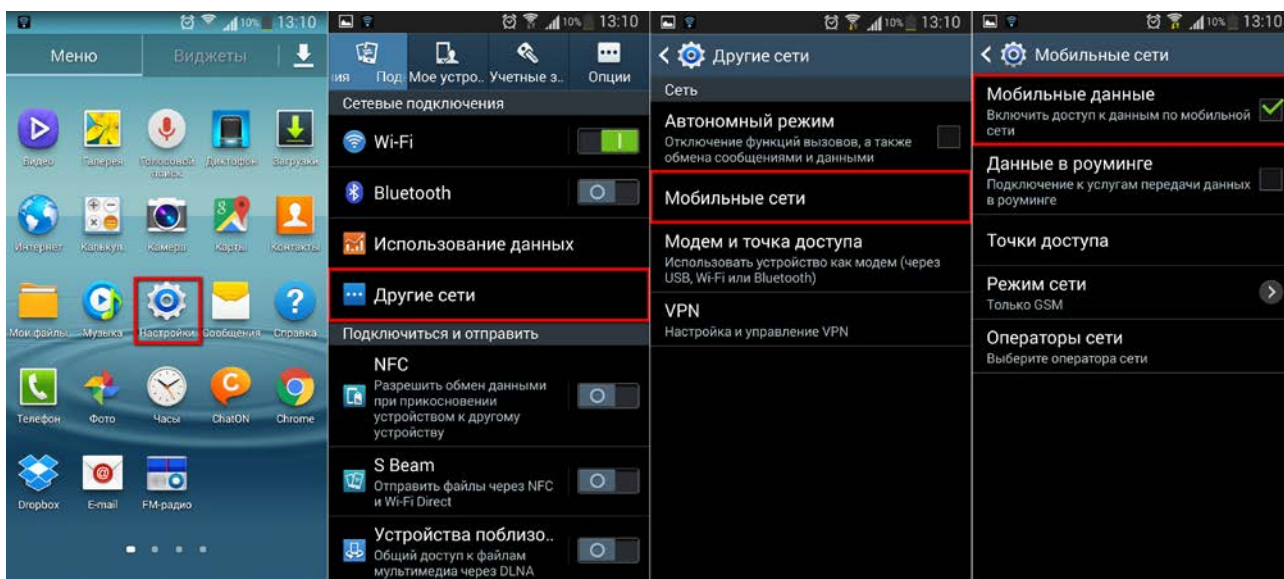 13:10
Меню
Виджеты
Видео
Галерея
Голосовой поиск
Диктофон
Загрузки
Интернет
Калькул.
Камера
Карты
Контакты
Мои файлы
Музыка
Настройки
Сообщения
Справка
Телефон
Фото
Часы
ChatON
Chrome
Dropbox
E-mail
FM-радио
10% 13:10
ия
Под
Мое устро..
Учетные з..
Опции
Сетевые подключения
Wi-Fi
Bluetooth
Использование данных
Другие сети
Подключиться и отправить
NFC
Разрешить обмен данными
при прикосновении
устройством к другому
устройству
S Beam
Отправить файлы через NFC
и Wi-Fi Direct
Устройства поблизо..
Общий доступ к файлам
мультимедиа через DLNA
10% 13:10
Другие сети
Сеть
Автономный режим
Отключение функций вызовов, а также
обмена сообщениями и данными
Мобильные сети
Модем и точка доступа
Использовать устройство как модем (через
USB, Wi-Fi или Bluetooth)
VPN
Настройка и управление VPN
10% 13:10
Мобильные сети
Мобильные данные
Включить доступ к данным по мобильной
сети
Данные в роуминге
Подключение к услугам передачи данных
в роуминге
Точки доступа
Режим сети
Только GSM
Операторы сети
Выберите оператора сети